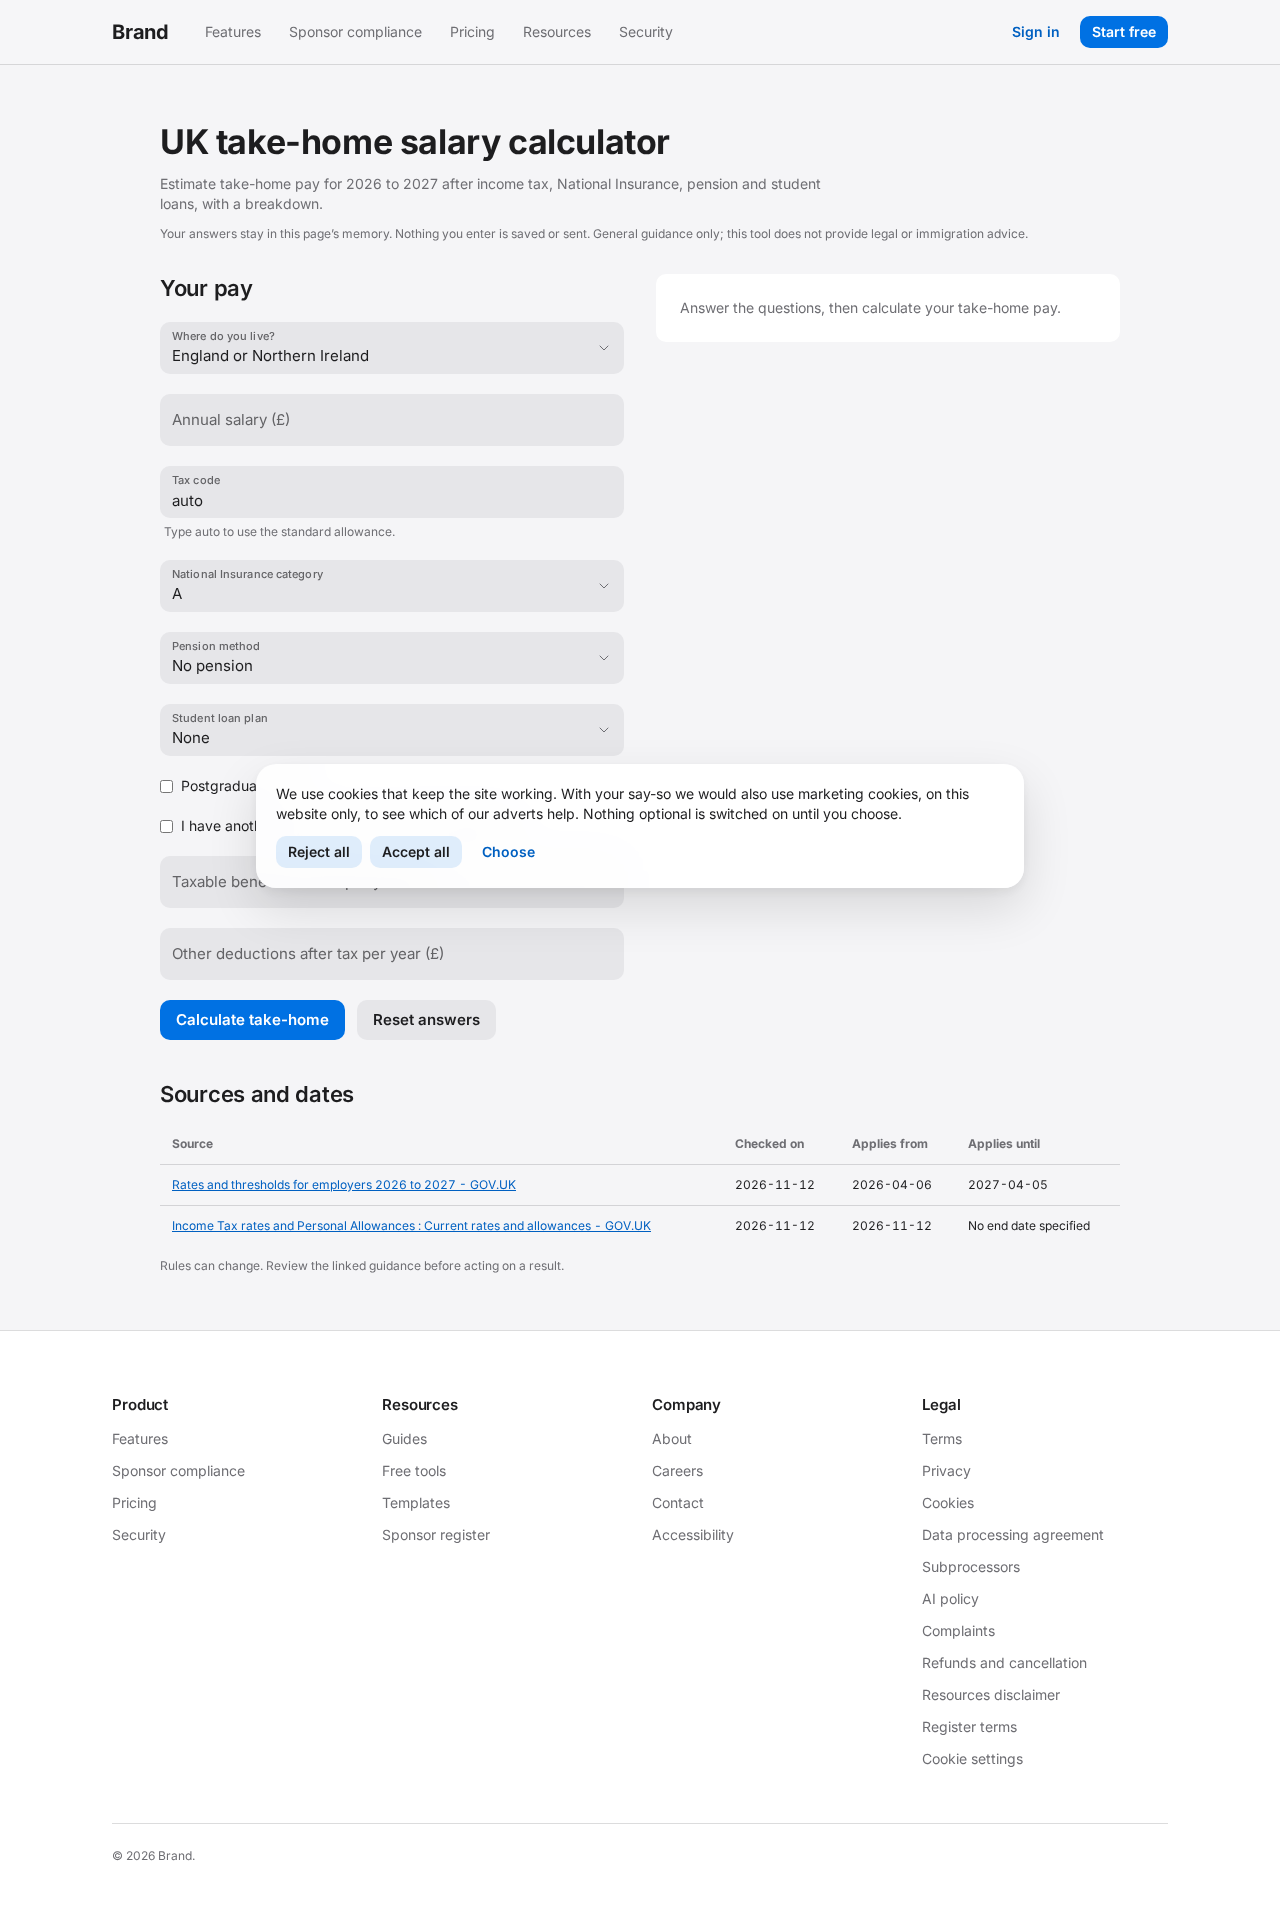 Brand
Features
Sponsor compliance
Pricing
Resources
Security
Sign in
Start free
UK take-home salary calculator
Estimate take-home pay for 2026 to 2027 after income tax, National Insurance, pension and student
loans, with a breakdown.
Your answers stay in this page’s memory. Nothing you enter is saved or sent. General guidance only; this tool does not provide legal or immigration advice.
Your pay
Where do you live?
England or Northern Ireland
Annual salary (£)
Tax code
auto
Type auto to use the standard allowance.
National Insurance category
A
Pension method
No pension
Student loan plan
None
I have
Taxable
Other deductions after tax per year (£)
Calculate take-home
Reset answers
Answer the questions, then calculate your take-home pay.
We use cookies that keep the site working. With your say-so we would also use marketing cookies, on this
website only, to see which of our adverts help. Nothing optional is switched on until you choose.
Reject all
Accept all
Choose
Sources and dates
Source Checked on Applies from Applies until
Rates and thresholds for employers 2026 to 2027 - GOV.UK 2026-11-12 2026-04-06 2027-04-05
Income Tax rates and Personal Allowances : Current rates and allowances - GOV.UK 2026-11-12 2026-11-12 No end date specified
Rules can change. Review the linked guidance before acting on a result.
Product
Features
Sponsor compliance
Pricing
Security
Resources
Guides
Free tools
Templates
Sponsor register
Company
About
Careers
Contact
Accessibility
Legal
Terms
Privacy
Cookies
Data processing agreement
Subprocessors
AI policy
Complaints
Refunds and cancellation
Resources disclaimer
Register terms
Cookie settings
© 2026 Brand.